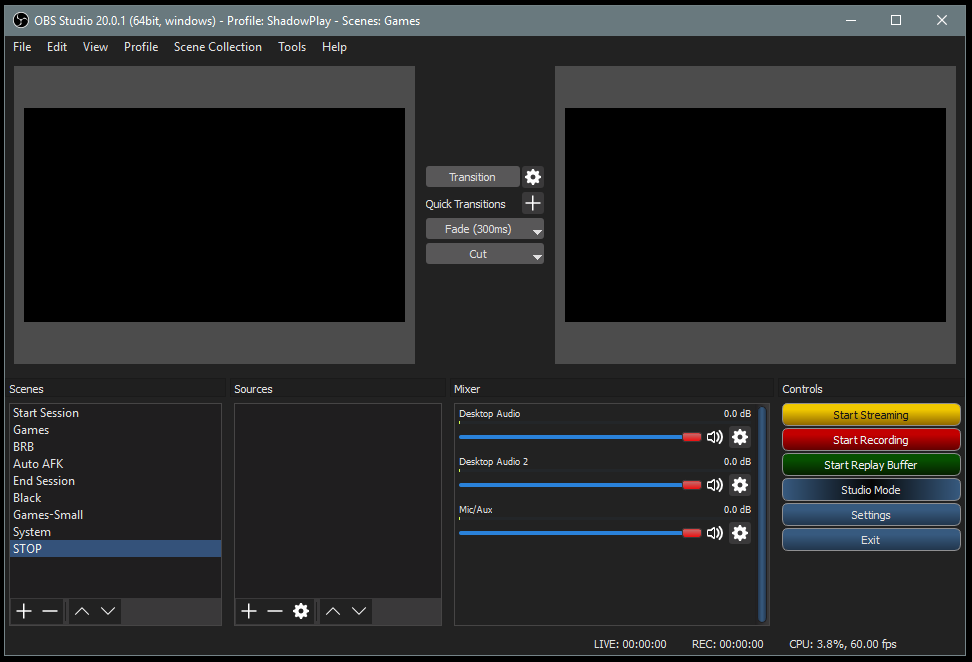 OBS Studio 20.0.1 (64bit, windows) - Profile: ShadowPlay - Scenes: Games
File Edit View Profile Scene Collection Tools Help
Transition
Quick Transitions
Fade (300ms)
Cut
Scenes
Start Session
Games
BRB
Auto AFK
End Session
Black
Games-Small
System
STOP
Sources
Mixer
Desktop Audio 0.0 dB
Desktop Audio 2 0.0 dB
Mic/Aux 0.0 dB
Controls
Start Streaming
Start Recording
Start Replay Buffer
Studio Mode
Settings
Exit
LIVE: 00:00:00 REC: 00:00:00 CPU: 3.8%, 60.00 fps